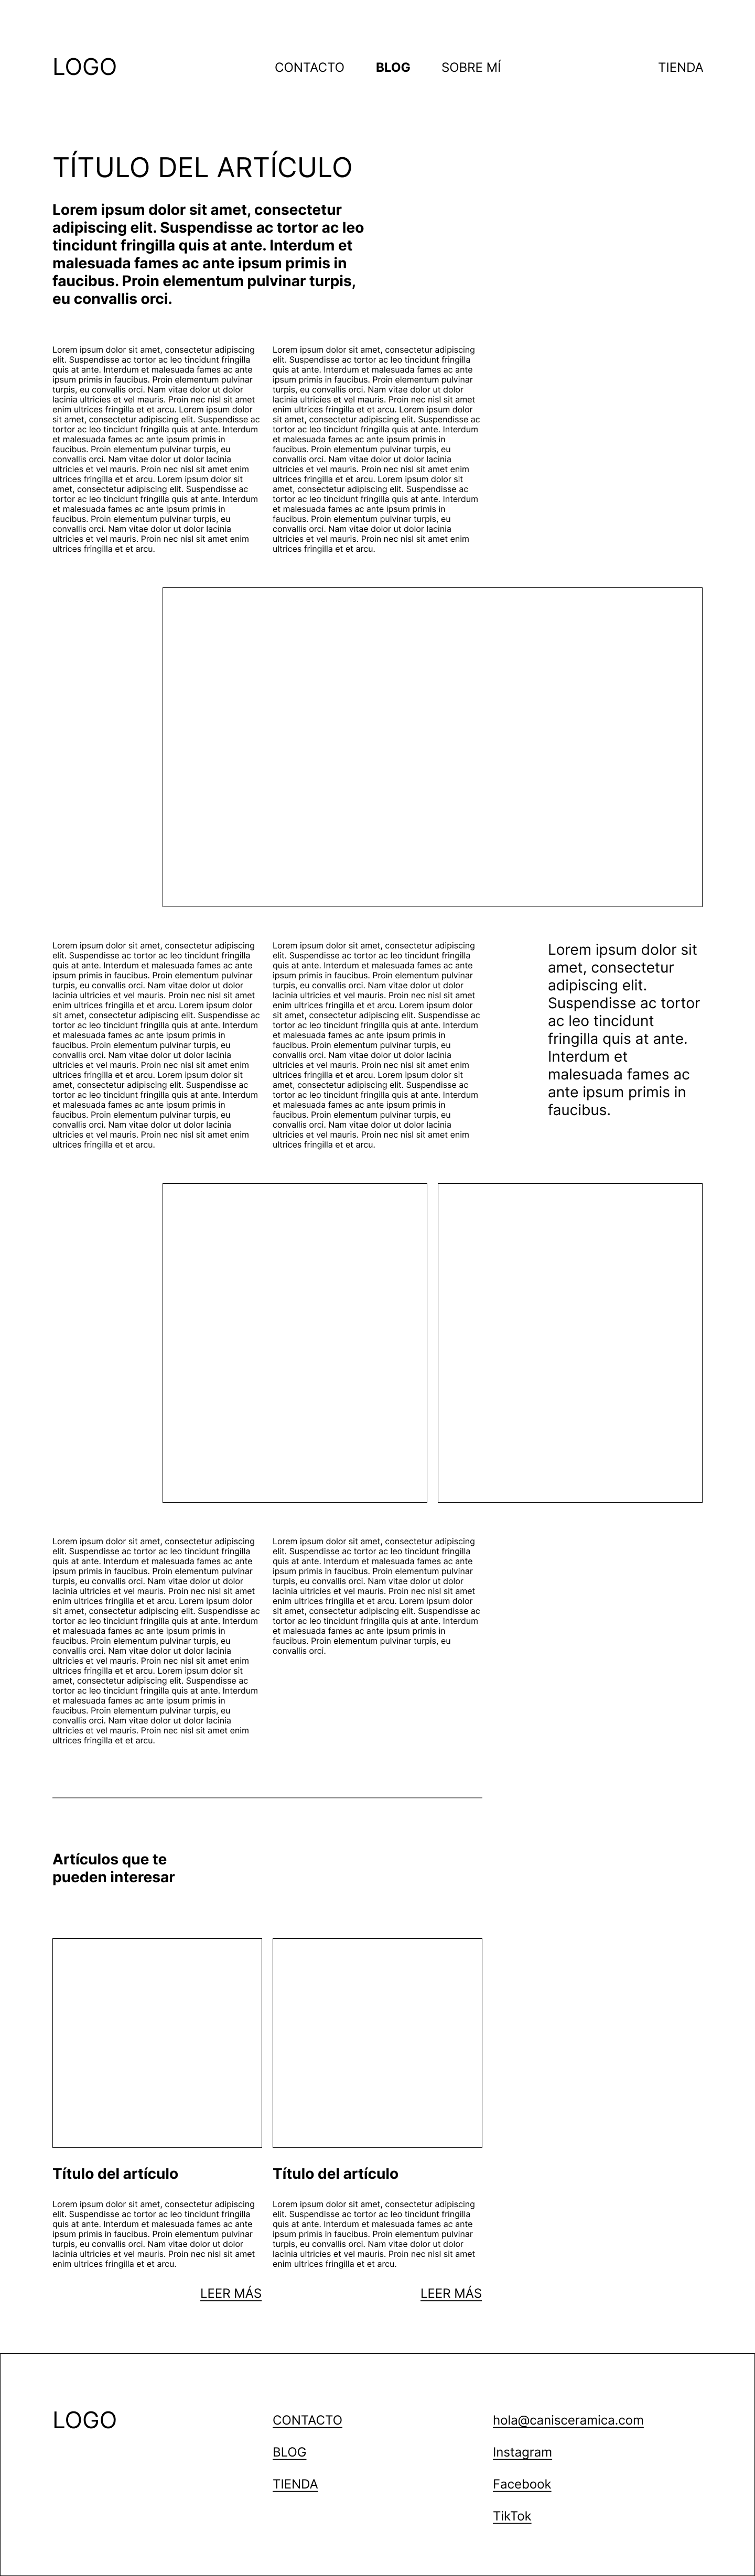 LOGO
CONTACTO
BLOG
SOBRE MÍ
TIENDA
TÍTULO DEL ARTÍCULO
Lorem ipsum dolor sit amet, consectetur
adipiscing elit. Suspendisse ac tortor ac leo
tincidunt fringilla quis at ante. Interdum et
malesuada fames ac ante ipsum primis in
faucibus. Proin elementum pulvinar turpis,
eu convallis orci.
Lorem ipsum dolor sit amet, consectetur adipiscing
elit. Suspendisse ac tortor ac leo tincidunt fringilla
quis at ante. Interdum et malesuada fames ac ante
ipsum primis in faucibus. Proin elementum pulvinar
turpis, eu convallis orci. Nam vitae dolor ut dolor
lacinia ultricies et vel mauris. Proin nec nisl sit amet
enim ultrices fringilla et et arcu. Lorem ipsum dolor
sit amet, consectetur adipiscing elit. Suspendisse ac
tortor ac leo tincidunt fringilla quis at ante. Interdum
et malesuada fames ac ante ipsum primis in
faucibus. Proin elementum pulvinar turpis, eu
convallis orci. Nam vitae dolor ut dolor lacinia
ultricies et vel mauris. Proin nec nisl sit amet enim
ultrices fringilla et et arcu. Lorem ipsum dolor sit
amet, consectetur adipiscing elit. Suspendisse ac
tortor ac leo tincidunt fringilla quis at ante. Interdum
et malesuada fames ac ante ipsum primis in
faucibus. Proin elementum pulvinar turpis, eu
convallis orci. Nam vitae dolor ut dolor lacinia
ultricies et vel mauris. Proin nec nisl sit amet enim
ultrices fringilla et et arcu.
Lorem ipsum dolor sit amet, consectetur adipiscing
elit. Suspendisse ac tortor ac leo tincidunt fringilla
quis at ante. Interdum et malesuada fames ac ante
ipsum primis in faucibus. Proin elementum pulvinar
turpis, eu convallis orci. Nam vitae dolor ut dolor
lacinia ultricies et vel mauris. Proin nec nisl sit amet
enim ultrices fringilla et et arcu. Lorem ipsum dolor
sit amet, consectetur adipiscing elit. Suspendisse ac
tortor ac leo tincidunt fringilla quis at ante. Interdum
et malesuada fames ac ante ipsum primis in
faucibus. Proin elementum pulvinar turpis, eu
convallis orci. Nam vitae dolor ut dolor lacinia
ultricies et vel mauris. Proin nec nisl sit amet enim
ultrices fringilla et et arcu. Lorem ipsum dolor sit
amet, consectetur adipiscing elit. Suspendisse ac
tortor ac leo tincidunt fringilla quis at ante. Interdum
et malesuada fames ac ante ipsum primis in
faucibus. Proin elementum pulvinar turpis, eu
convallis orci. Nam vitae dolor ut dolor lacinia
ultricies et vel mauris. Proin nec nisl sit amet enim
ultrices fringilla et et arcu.
Lorem ipsum dolor sit amet, consectetur adipiscing
elit. Suspendisse ac tortor ac leo tincidunt fringilla
quis at ante. Interdum et malesuada fames ac ante
ipsum primis in faucibus. Proin elementum pulvinar
turpis, eu convallis orci. Nam vitae dolor ut dolor
lacinia ultricies et vel mauris. Proin nec nisl sit amet
enim ultrices fringilla et et arcu. Lorem ipsum dolor
sit amet, consectetur adipiscing elit. Suspendisse ac
tortor ac leo tincidunt fringilla quis at ante. Interdum
et malesuada fames ac ante ipsum primis in
faucibus. Proin elementum pulvinar turpis, eu
convallis orci. Nam vitae dolor ut dolor lacinia
ultricies et vel mauris. Proin nec nisl sit amet enim
ultrices fringilla et et arcu. Lorem ipsum dolor sit
amet, consectetur adipiscing elit. Suspendisse ac
tortor ac leo tincidunt fringilla quis at ante. Interdum
et malesuada fames ac ante ipsum primis in
faucibus. Proin elementum pulvinar turpis, eu
convallis orci. Nam vitae dolor ut dolor lacinia
ultricies et vel mauris. Proin nec nisl sit amet enim
ultrices fringilla et et arcu.
Lorem ipsum dolor sit amet, consectetur adipiscing
elit. Suspendisse ac tortor ac leo tincidunt fringilla
quis at ante. Interdum et malesuada fames ac ante
ipsum primis in faucibus. Proin elementum pulvinar
turpis, eu convallis orci. Nam vitae dolor ut dolor
lacinia ultricies et vel mauris. Proin nec nisl sit amet
enim ultrices fringilla et et arcu. Lorem ipsum dolor
sit amet, consectetur adipiscing elit. Suspendisse ac
tortor ac leo tincidunt fringilla quis at ante. Interdum
et malesuada fames ac ante ipsum primis in
faucibus. Proin elementum pulvinar turpis, eu
convallis orci. Nam vitae dolor ut dolor lacinia
ultricies et vel mauris. Proin nec nisl sit amet enim
ultrices fringilla et et arcu. Lorem ipsum dolor sit
amet, consectetur adipiscing elit. Suspendisse ac
tortor ac leo tincidunt fringilla quis at ante. Interdum
et malesuada fames ac ante ipsum primis in
faucibus. Proin elementum pulvinar turpis, eu
convallis orci. Nam vitae dolor ut dolor lacinia
ultricies et vel mauris. Proin nec nisl sit amet enim
ultrices fringilla et et arcu.
Lorem ipsum dolor sit
amet, consectetur
adipiscing elit.
Suspendisse ac tortor
ac leo tincidunt
fringilla quis at ante.
Interdum et
malesuada fames ac
ante ipsum primis in
faucibus.
Lorem ipsum dolor sit amet, consectetur adipiscing
elit. Suspendisse ac tortor ac leo tincidunt fringilla
quis at ante. Interdum et malesuada fames ac ante
ipsum primis in faucibus. Proin elementum pulvinar
turpis, eu convallis orci. Nam vitae dolor ut dolor
lacinia ultricies et vel mauris. Proin nec nisl sit amet
enim ultrices fringilla et et arcu. Lorem ipsum dolor
sit amet, consectetur adipiscing elit. Suspendisse ac
tortor ac leo tincidunt fringilla quis at ante. Interdum
et malesuada fames ac ante ipsum primis in
faucibus. Proin elementum pulvinar turpis, eu
convallis orci. Nam vitae dolor ut dolor lacinia
ultricies et vel mauris. Proin nec nisl sit amet enim
ultrices fringilla et et arcu. Lorem ipsum dolor sit
amet, consectetur adipiscing elit. Suspendisse ac
tortor ac leo tincidunt fringilla quis at ante. Interdum
et malesuada fames ac ante ipsum primis in
faucibus. Proin elementum pulvinar turpis, eu
convallis orci. Nam vitae dolor ut dolor lacinia
ultricies et vel mauris. Proin nec nisl sit amet enim
ultrices fringilla et et arcu.
Lorem ipsum dolor sit amet, consectetur adipiscing
elit. Suspendisse ac tortor ac leo tincidunt fringilla
quis at ante. Interdum et malesuada fames ac ante
ipsum primis in faucibus. Proin elementum pulvinar
turpis, eu convallis orci. Nam vitae dolor ut dolor
lacinia ultricies et vel mauris. Proin nec nisl sit amet
enim ultrices fringilla et et arcu. Lorem ipsum dolor
sit amet, consectetur adipiscing elit. Suspendisse ac
tortor ac leo tincidunt fringilla quis at ante. Interdum
et malesuada fames ac ante ipsum primis in
faucibus. Proin elementum pulvinar turpis, eu
convallis orci.
Artículos que te
pueden interesar
Título del artículo
Lorem ipsum dolor sit amet, consectetur adipiscing
elit. Suspendisse ac tortor ac leo tincidunt fringilla
quis at ante. Interdum et malesuada fames ac ante
ipsum primis in faucibus. Proin elementum pulvinar
turpis, eu convallis orci. Nam vitae dolor ut dolor
lacinia ultricies et vel mauris. Proin nec nisl sit amet
enim ultrices fringilla et et arcu.
LEER MÁS
Título del artículo
Lorem ipsum dolor sit amet, consectetur adipiscing
elit. Suspendisse ac tortor ac leo tincidunt fringilla
quis at ante. Interdum et malesuada fames ac ante
ipsum primis in faucibus. Proin elementum pulvinar
turpis, eu convallis orci. Nam vitae dolor ut dolor
lacinia ultricies et vel mauris. Proin nec nisl sit amet
enim ultrices fringilla et et arcu.
LEER MÁS
LOGO
CONTACTO
BLOG
TIENDA
hola@canisceramica.com
Instagram
Facebook
TikTok